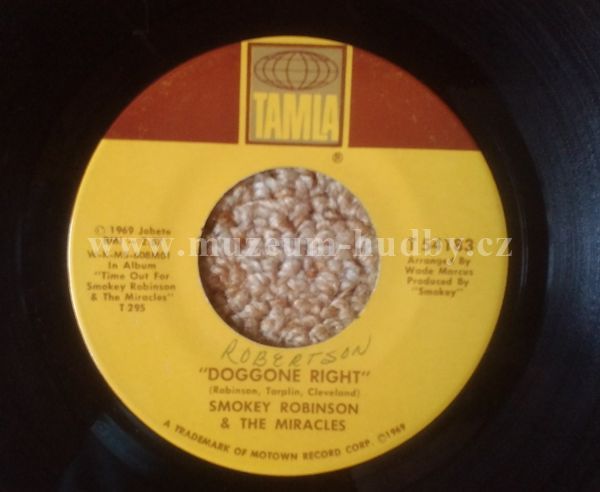 TAMLA
®
© 1969 Jobete
In Album
"Time Out For
Smokey Robinson
& The Miracles"
T 295
www.muzeum-hudby.cz
Arranged By
Wade Marcus
Produced By
"Smokey"
ROBERTSON
"DOGGONE RIGHT"
(Robinson, Tarplin, Cleveland)
SMOKEY ROBINSON
& THE MIRACLES
A TRADEMARK OF MOTOWN RECORD CORP. ©1969